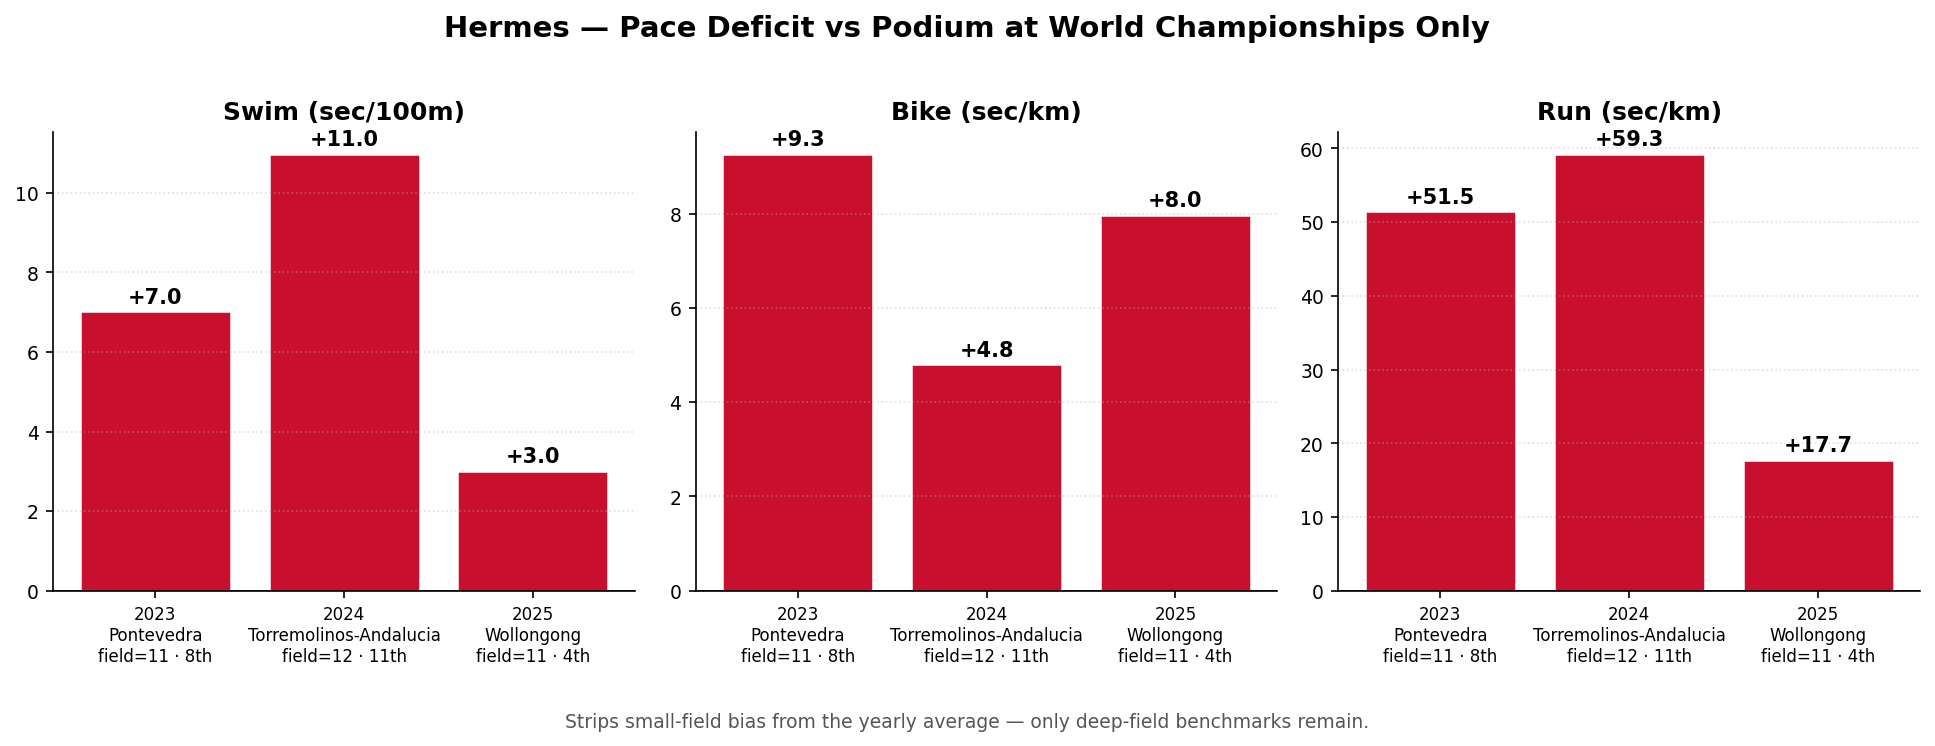 Hermes — Pace Deficit vs Podium at World Championships Only
Swim (sec/100m)
+7.0
+11.0
+3.0
10
8
6
4
2
0
2023
Pontevedra
field=11 · 8th
2024
Torremolinos-Andalucia
field=12 · 11th
2025
Wollongong
field=11 · 4th
Bike (sec/km)
+9.3
+4.8
+8.0
8
6
4
2
0
2023
Pontevedra
field=11 · 8th
2024
Torremolinos-Andalucia
field=12 · 11th
2025
Wollongong
field=11 · 4th
Run (sec/km)
+51.5
+59.3
+17.7
60
50
40
30
20
10
0
2023
Pontevedra
field=11 · 8th
2024
Torremolinos-Andalucia
field=12 · 11th
2025
Wollongong
field=11 · 4th
Strips small-field bias from the yearly average — only deep-field benchmarks remain.